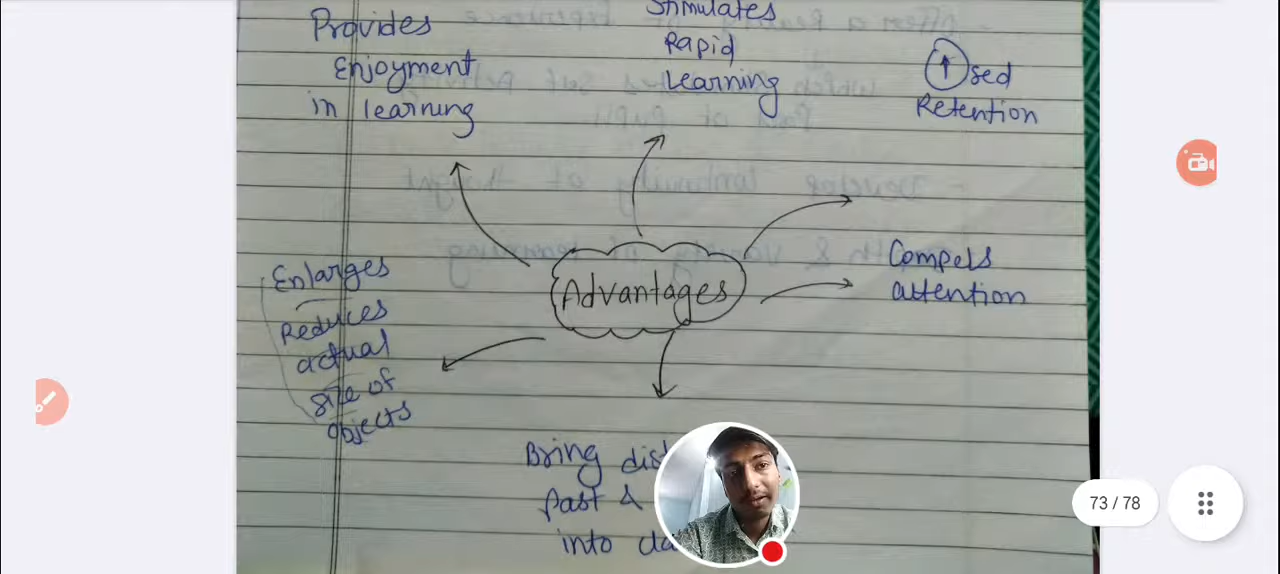 Provides
Enjoyment
in learning
Stimulates
Rapid
Learning
↑sed
Retention
Advantages
Compels
attention
Enlarges
Reduces
actual
size of
objects
Bring
Past &
into
73 / 78